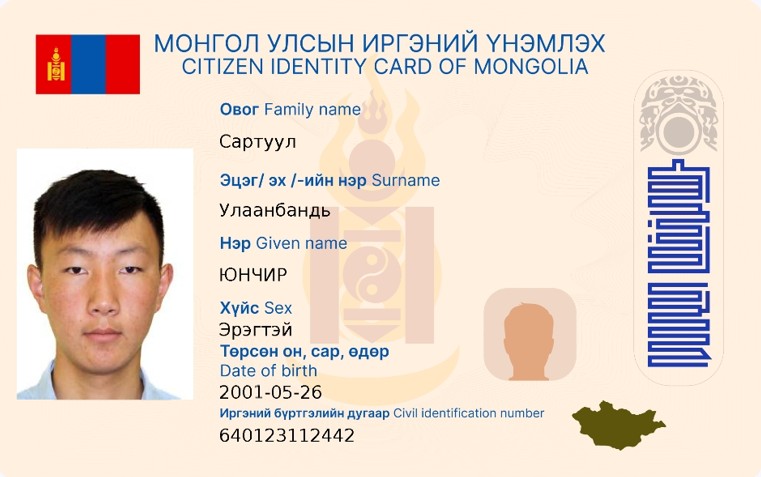 МОНГОЛ УЛСЫН ИРГЭНИЙ ҮНЭМЛЭХ
CITIZEN IDENTITY CARD OF MONGOLIA
Овог Family name
Сартуул
Эцэг/ эх /-ийн нэр Surname
Улаанбандь
Нэр Given name
ЮНЧИР
Хүйс Sex
Эрэгтэй
Төрсөн он, сар, өдөр
Date of birth
2001-05-26
Иргэний бүртгэлийн дугаар Civil identification number
640123112442